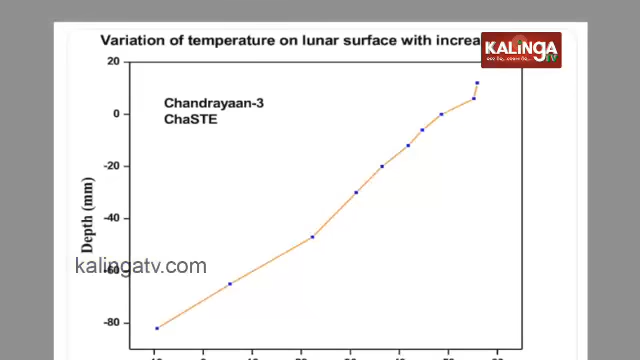 Variation of temperature on lunar surface with increa
KALINGA
TV
Chandrayaan-3
ChaSTE
Depth (mm)
20
0
-20
-40
-60
-80
kalingatv.com